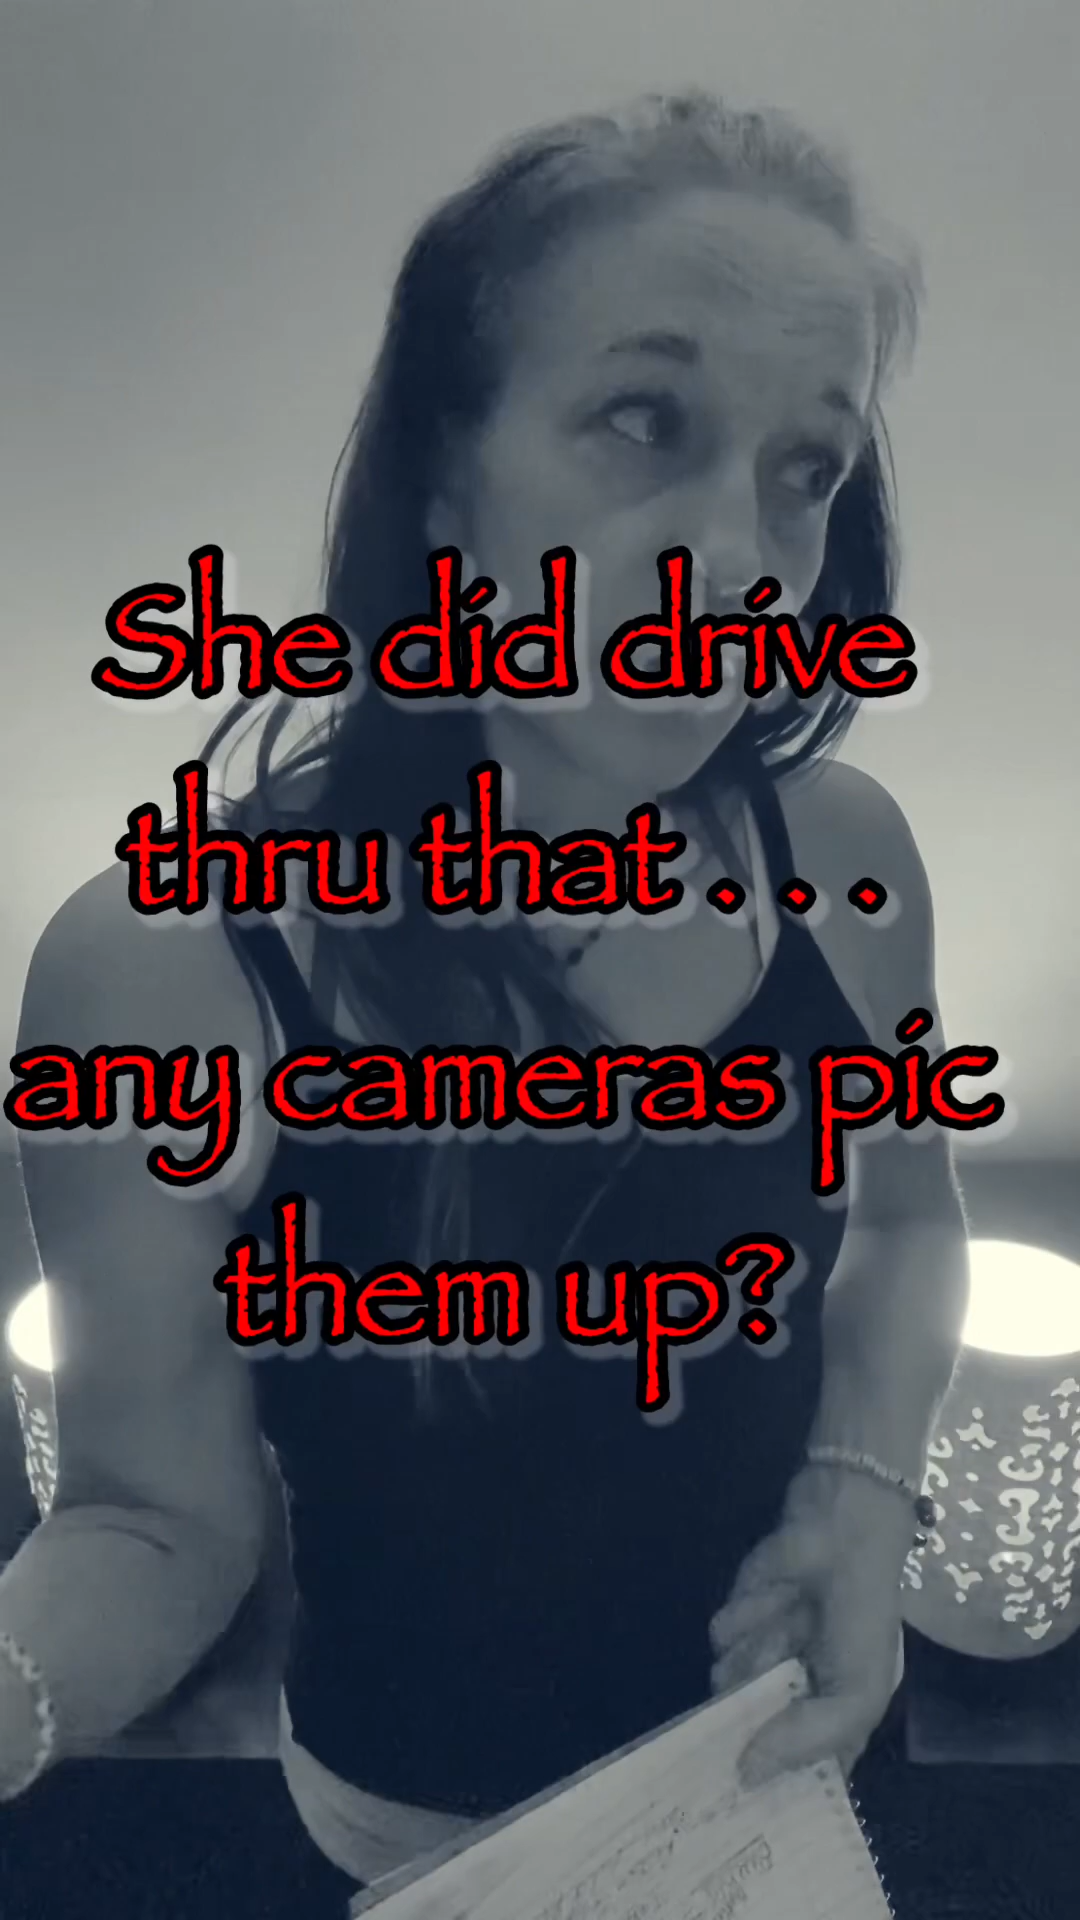 She did drive
thru that . . .
any cameras pic
them up?